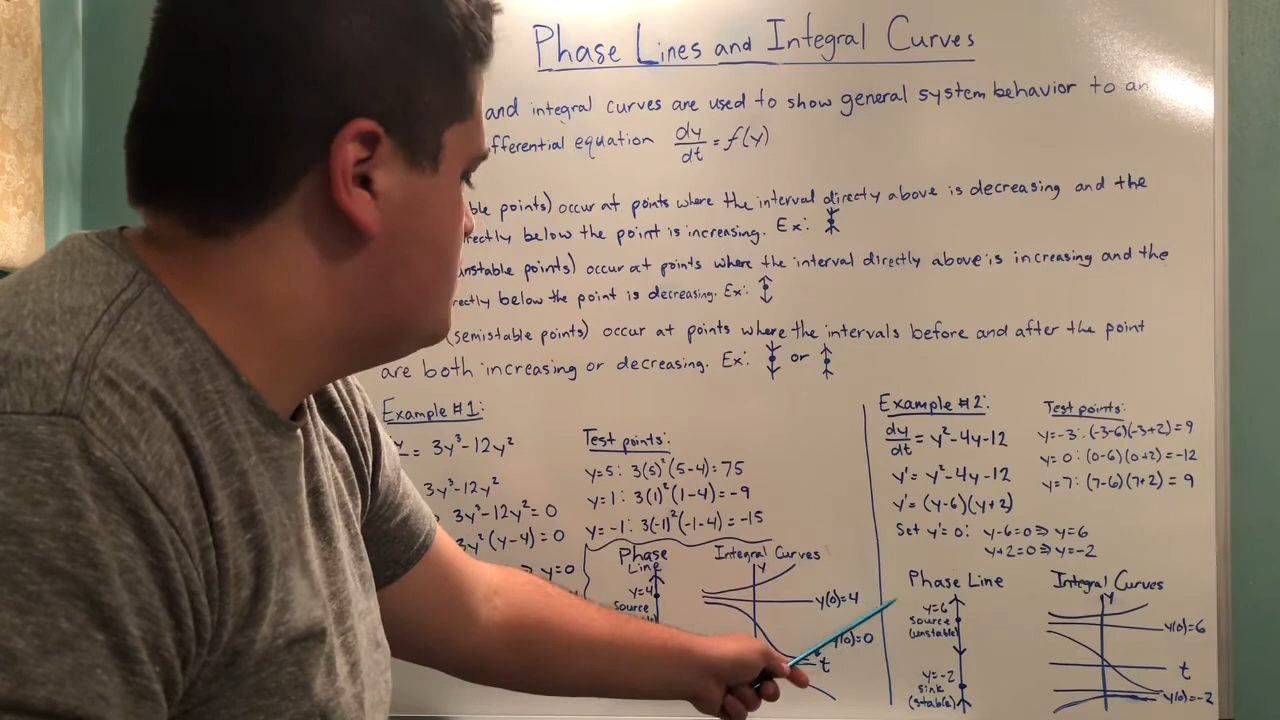 Phase Lines and Integral Curves
and integral curves are used to show general system behavior to an
fferential equation dy/dt = f(y)
ble points) occur at points where the interval directy above is decreasing and the
rectly below the point is increasing. Ex:
nstable points) occur at points where the interval directly above is increasing and the
rectly below the point is decreasing. Ex:
(semistable points) occur at points where the intervals before and after the point
are both increasing or decreasing. Ex: or
Example #1:
= 3y³-12y²
3y³-12y²
3y³-12y²=0
3y²(y-4)=0
⇒ y=0
Test points:
y=5: 3(5)²(5-4)=75
y=1: 3(1)²(1-4)=-9
y=-1: 3(-1)²(-1-4)=-15
Phase
Line
y=4
source
Integral Curves
y
y(0)=4
y(0)=0
t
Example #2:
dy/dt = y²-4y-12
y'= y²-4y-12
y'= (y-6)(y+2)
Set y'=0: y-6=0⇒y=6
y+2=0⇒y=-2
Test points:
y=-3: (-3-6)(-3+2)=9
y=0: (0-6)(0+2)=-12
y=7: (7-6)(7+2)=9
Phase Line
y=6
source
(unstable)
y=-2
sink
(stable)
Integral Curves
y
y(0)=6
t
y(0)=-2